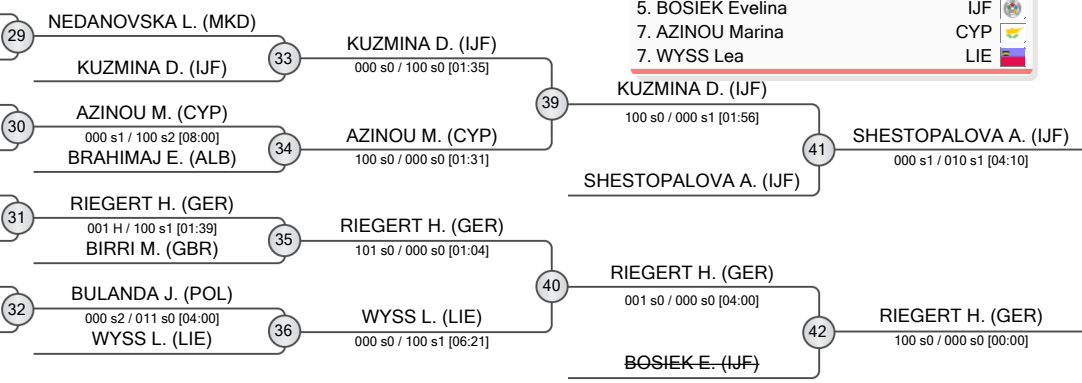 5. BOSIEK Evelina IJF
7. AZINOU Marina CYP
7. WYSS Lea LIE
29
NEDANOVSKA L. (MKD)
KUZMINA D. (IJF)
33
KUZMINA D. (IJF)
000 s0 / 100 s0 [01:35]
30
AZINOU M. (CYP)
000 s1 / 100 s2 [08:00]
BRAHIMAJ E. (ALB)
34
AZINOU M. (CYP)
100 s0 / 000 s0 [01:31]
39
KUZMINA D. (IJF)
100 s0 / 000 s1 [01:56]
SHESTOPALOVA A. (IJF)
41
SHESTOPALOVA A. (IJF)
000 s1 / 010 s1 [04:10]
31
RIEGERT H. (GER)
001 H / 100 s1 [01:39]
BIRRI M. (GBR)
35
RIEGERT H. (GER)
101 s0 / 000 s0 [01:04]
32
BULANDA J. (POL)
000 s2 / 011 s0 [04:00]
WYSS L. (LIE)
36
WYSS L. (LIE)
000 s0 / 100 s1 [06:21]
40
RIEGERT H. (GER)
001 s0 / 000 s0 [04:00]
BOSIEK E. (IJF)
42
RIEGERT H. (GER)
100 s0 / 000 s0 [00:00]